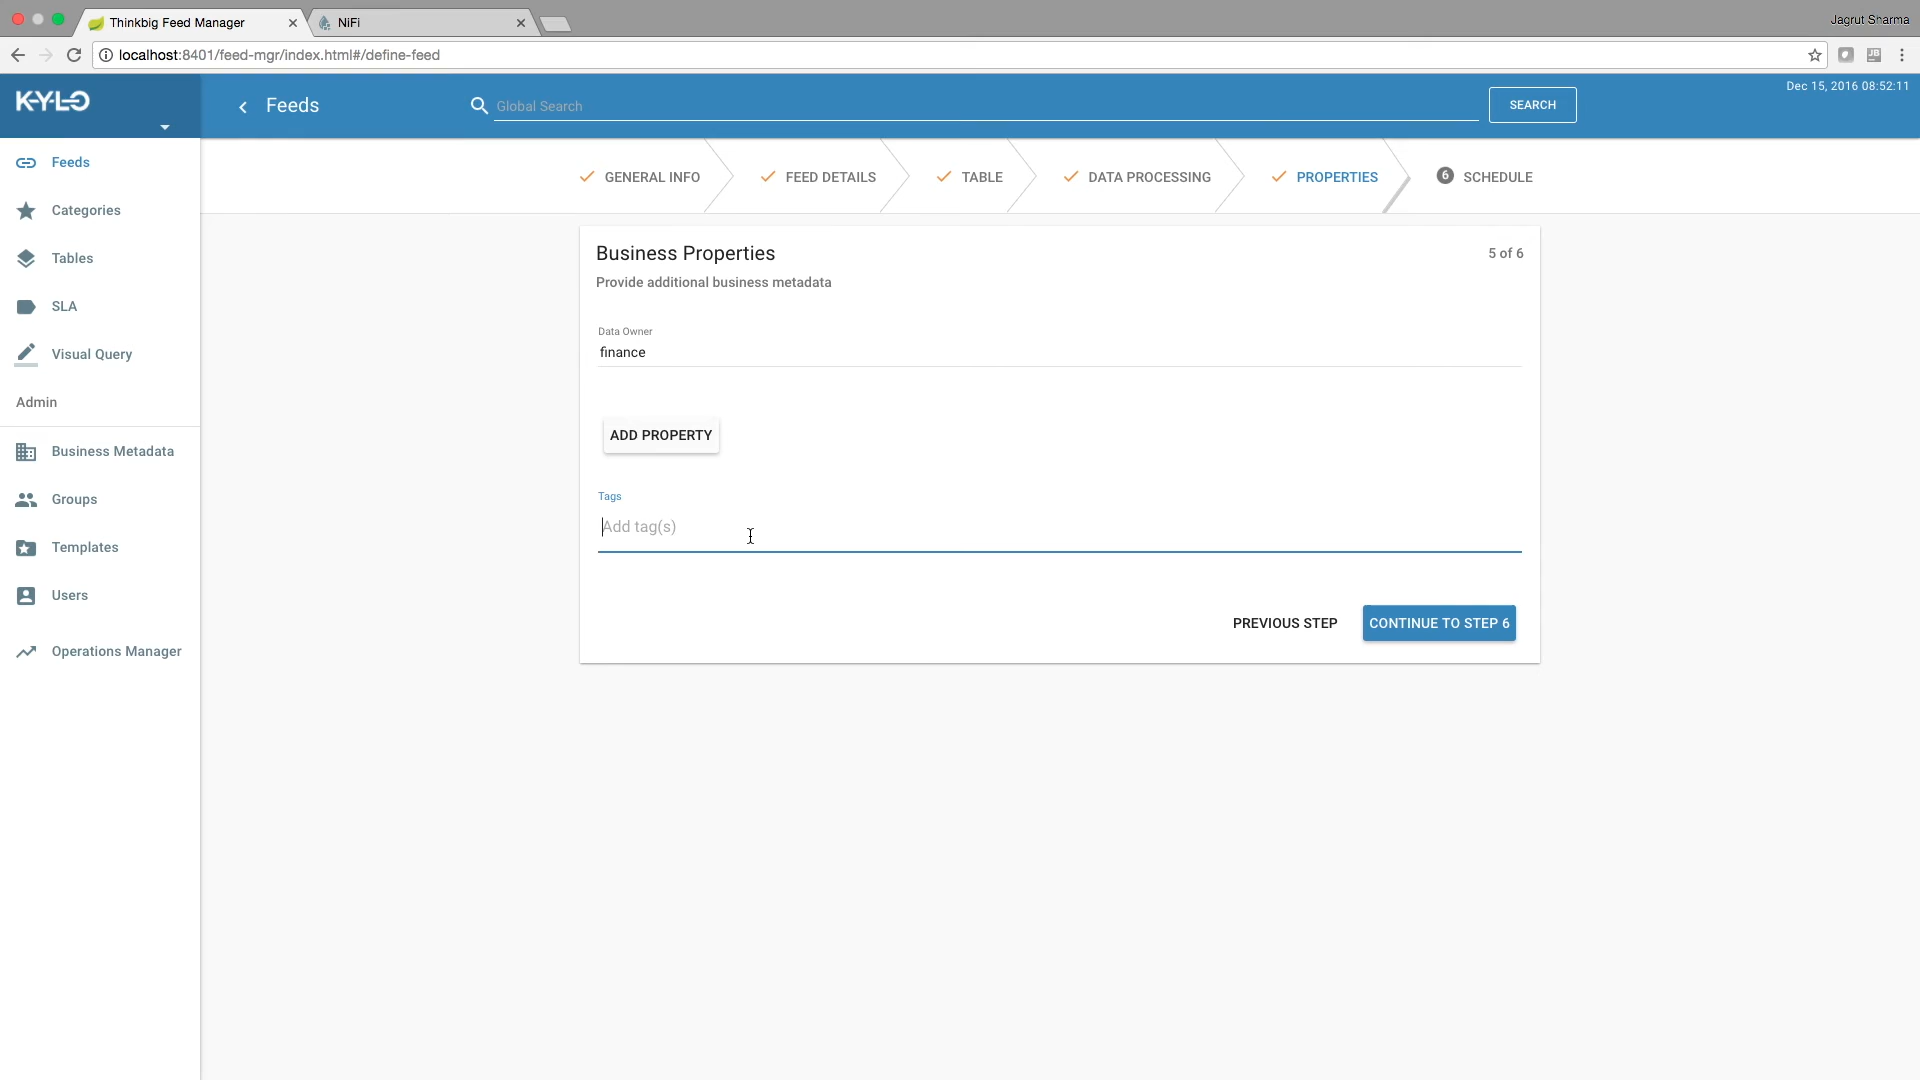 Thinkbig Feed Manager
NiFi
Jagrut Sharma
localhost:8401/feed-mgr/index.html#/define-feed
KYLO
Feeds
Global Search
SEARCH
Dec 15, 2016 08:52:11
Feeds
Categories
Tables
SLA
Visual Query
Admin
Business Metadata
Groups
Templates
Users
Operations Manager
GENERAL INFO
FEED DETAILS
TABLE
DATA PROCESSING
PROPERTIES
6 SCHEDULE
Business Properties
5 of 6
Provide additional business metadata
Data Owner
finance
ADD PROPERTY
Tags
Add tag(s)
PREVIOUS STEP
CONTINUE TO STEP 6